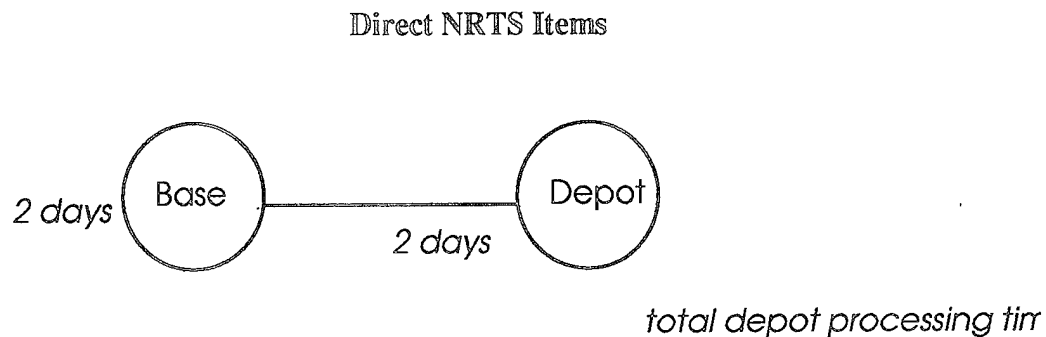 Direct NRTS Items
Base
Depot
2 days
2 days
total depot processing